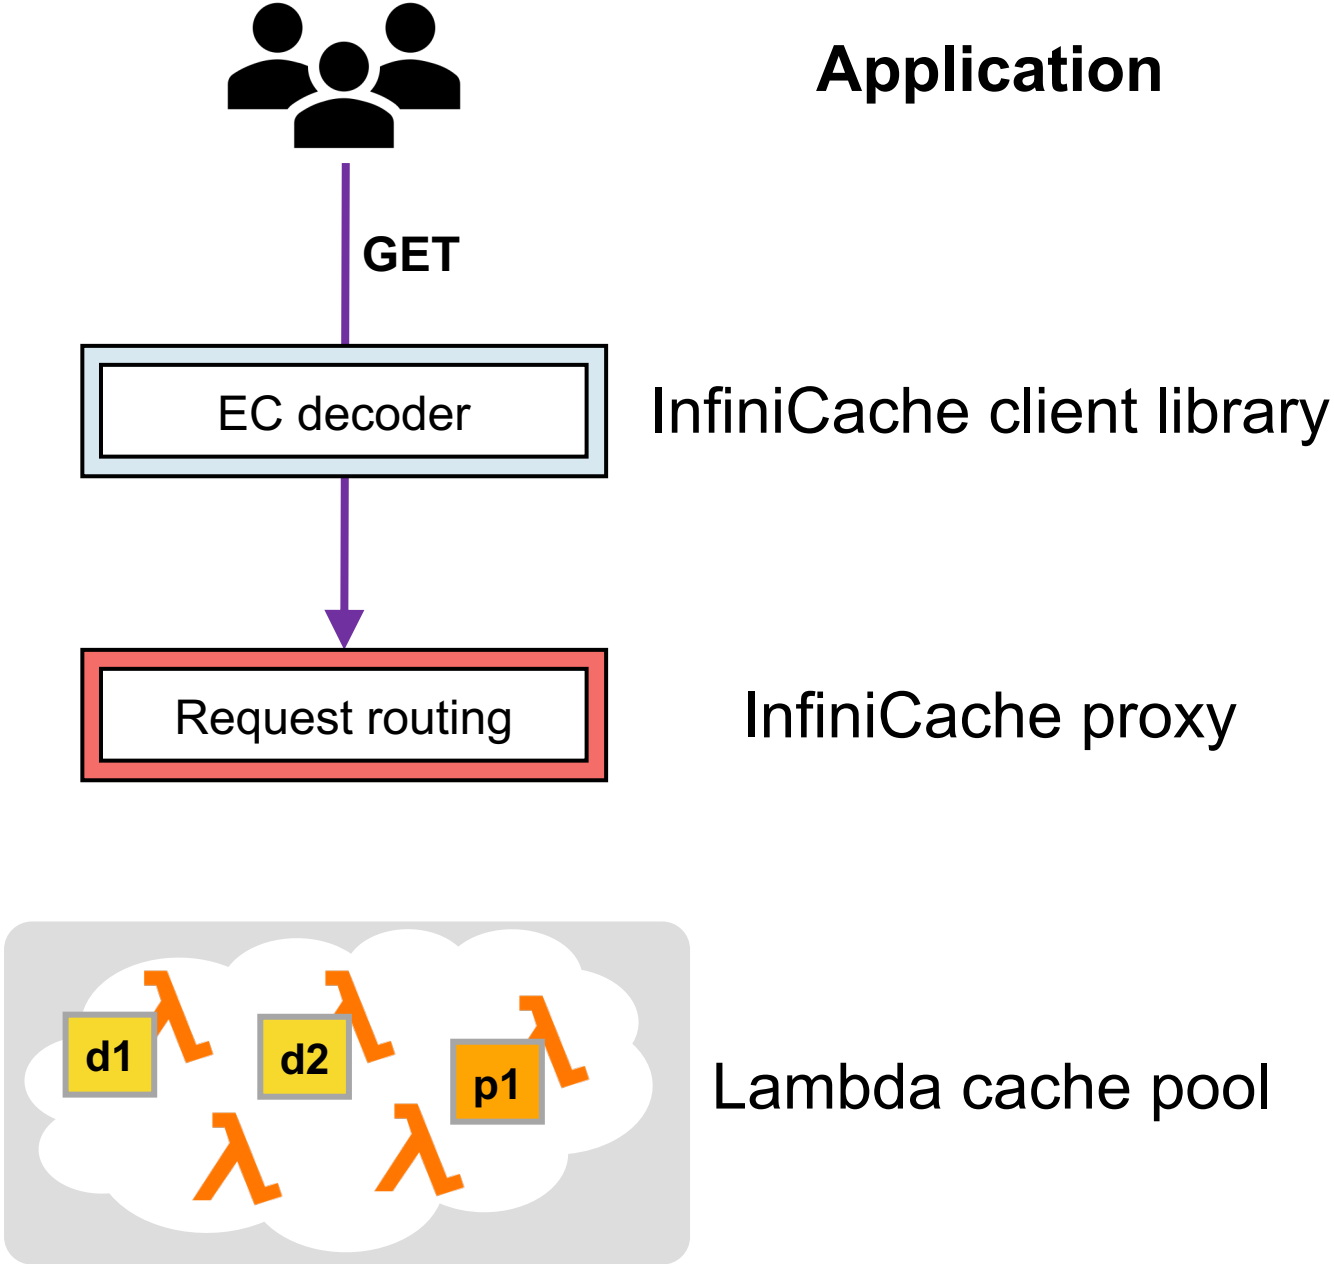 Application
GET
EC decoder
InfiniCache client library
Request routing
InfiniCache proxy
d1
d2
p1
Lambda cache pool